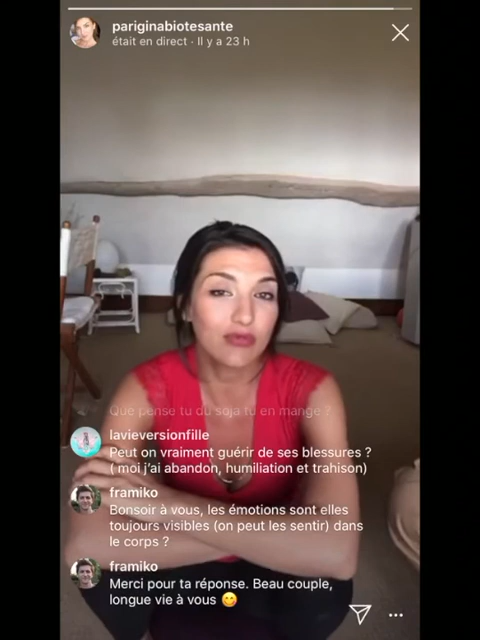 pariginabiotesante
était en direct · Il y a 23 h
Que pense tu du soja tu en mange ?
lavieversionfille
Peut on vraiment guérir de ses blessures ?
( moi j'ai abandon, humiliation et trahison)
framiko
Bonsoir à vous, les émotions sont elles
toujours visibles (on peut les sentir) dans
le corps ?
framiko
Merci pour ta réponse. Beau couple,
longue vie à vous 😋